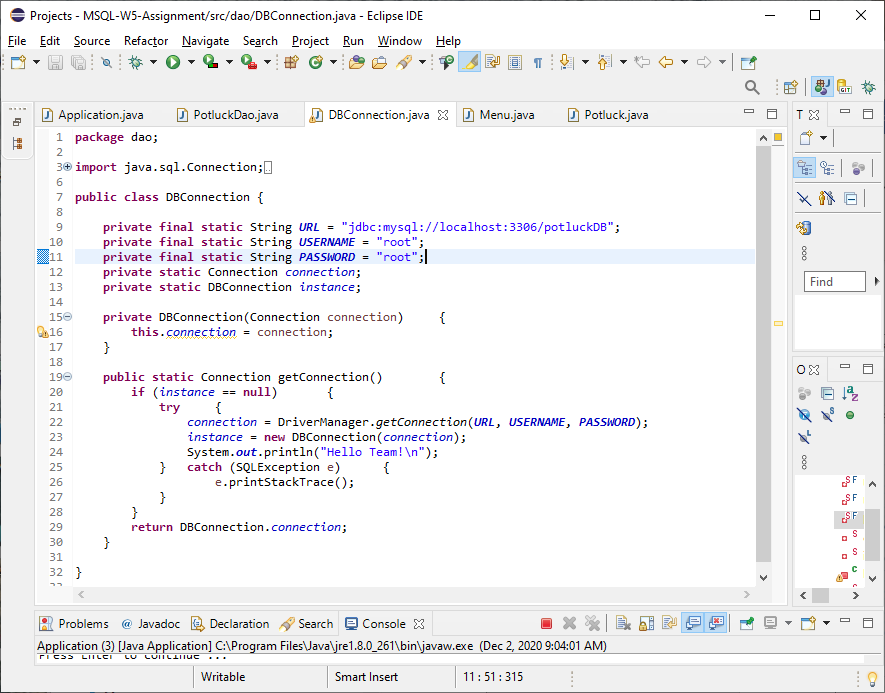 Projects - MSQL-W5-Assignment/src/dao/DBConnection.java - Eclipse IDE
File Edit Source Refactor Navigate Search Project Run Window Help
Application.java PotluckDao.java DBConnection.java Menu.java Potluck.java
1 package dao;
2
3 import java.sql.Connection;
6
7 public class DBConnection {
8
9 private final static String URL = "jdbc:mysql://localhost:3306/potluckDB";
10 private final static String USERNAME = "root";
11 private final static String PASSWORD = "root";
12 private static Connection connection;
13 private static DBConnection instance;
14
15 private DBConnection(Connection connection) {
16 this.connection = connection;
17 }
18
19 public static Connection getConnection() {
20 if (instance == null) {
21 try {
22 connection = DriverManager.getConnection(URL, USERNAME, PASSWORD);
23 instance = new DBConnection(connection);
24 System.out.println("Hello Team!\n");
25 } catch (SQLException e) {
26 e.printStackTrace();
27 }
28 }
29 return DBConnection.connection;
30 }
31
32 }
T
Find
O
S F
S F
S F
S
S
C
Problems @ Javadoc Declaration Search Console
Application (3) [Java Application] C:\Program Files\Java\jre1.8.0_261\bin\javaw.exe (Dec 2, 2020 9:04:01 AM)
Press Enter to continue ...
Writable Smart Insert 11 : 51 : 315